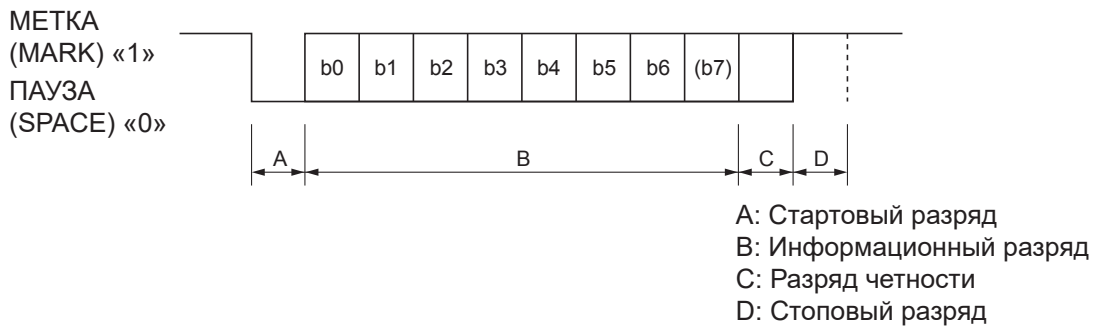 МЕТКА
(MARK) «1»
ПАУЗА
(SPACE) «0»
b0 b1 b2 b3 b4 b5 b6 (b7)
A B C D
A: Стартовый разряд
B: Информационный разряд
C: Разряд четности
D: Стоповый разряд